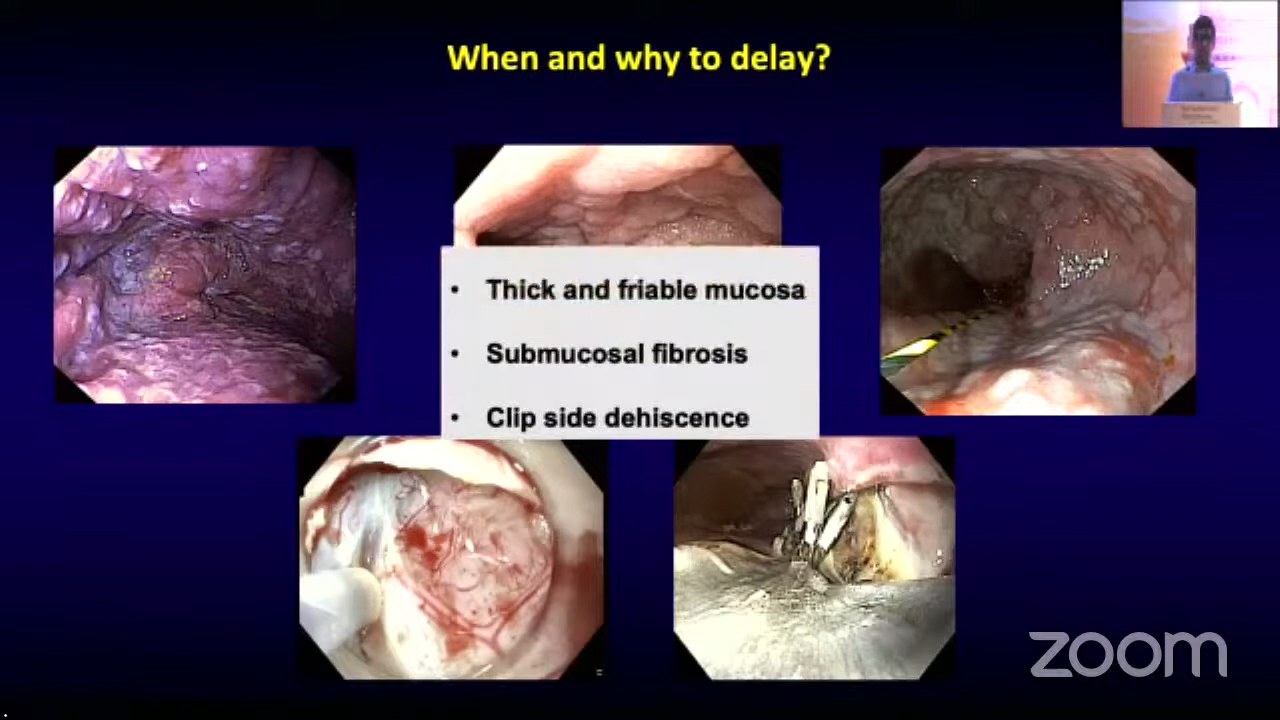 When and why to delay?
• Thick and friable mucosa
• Submucosal fibrosis
• Clip side dehiscence
zoom